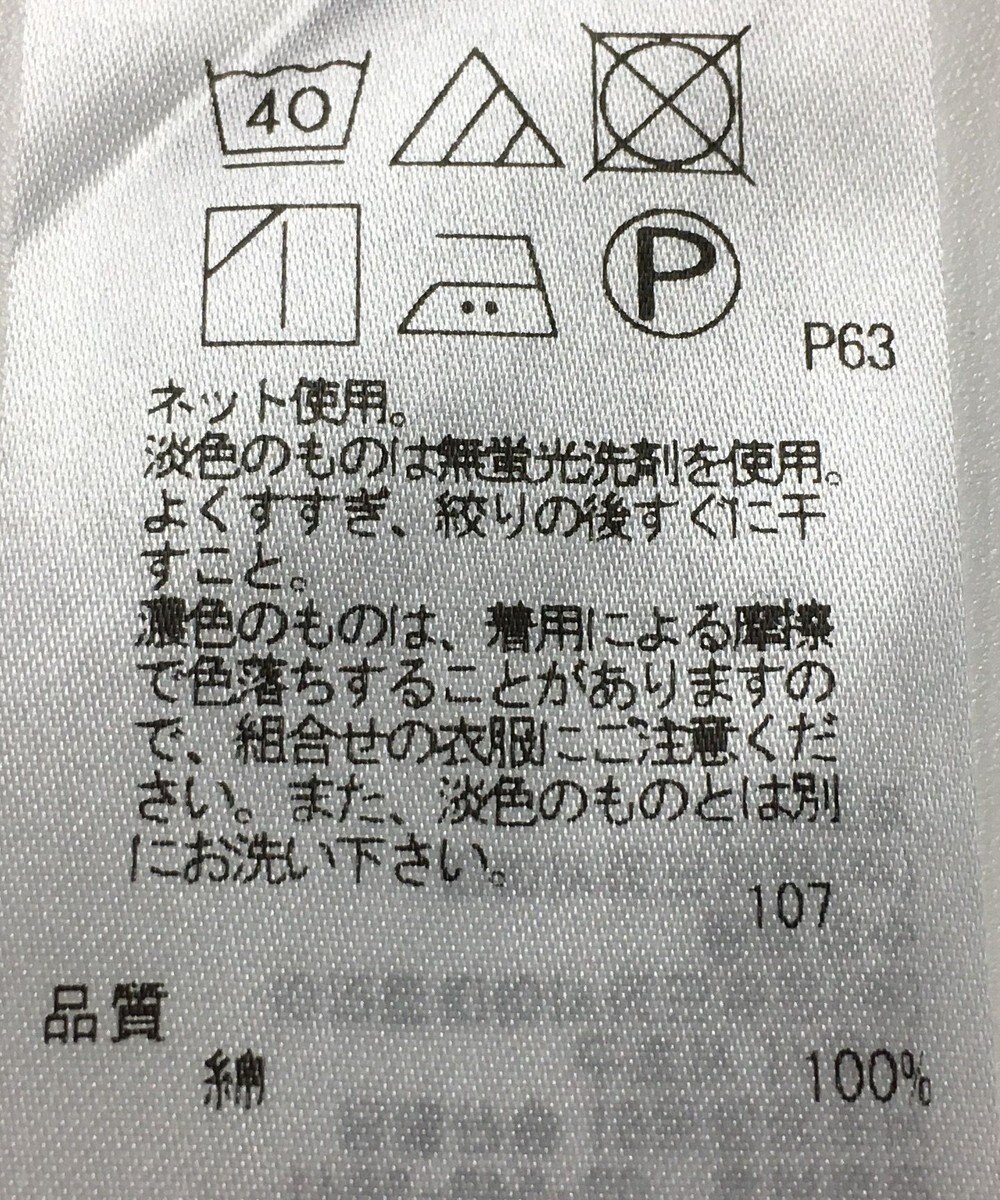 40
P
P63
ネット使用。
淡色のものは無蛍光洗剤を使用。
よくすすぎ、絞りの後すぐに干
すこと。
濃色のものは、着用による摩擦
で色落ちすることがありますの
で、組合せの衣服にご注意くだ
さい。また、淡色のものとは別
にお洗い下さい。
107
品質
綿 100%